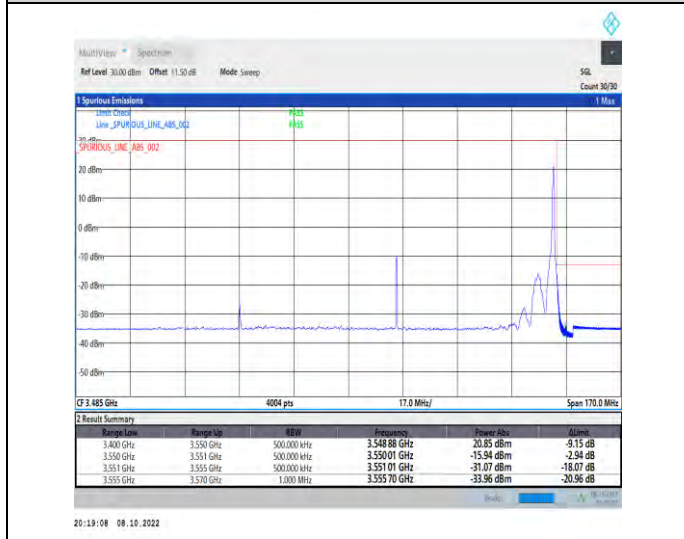 MultiView Spectrum
Ref Level 30.00 dBm Offset 11.50 dB Mode Sweep SGL
Count 30/30
1 Spurious Emissions 1 Max
Limit Check PASS
Line _SPURIOUS_LINE_ABS_002 PASS
30 dBm
_SPURIOUS_LINE_ABS_002
20 dBm
10 dBm
0 dBm
-10 dBm
-20 dBm
-30 dBm
-40 dBm
-50 dBm
CF 3.485 GHz 4004 pts 17.0 MHz/ Span 170.0 MHz
2 Result Summary
Range Low Range Up RBW Frequency Power Abs ΔLimit
3.400 GHz 3.550 GHz 500.000 kHz 3.548 88 GHz 20.85 dBm -9.15 dB
3.550 GHz 3.551 GHz 500.000 kHz 3.550 01 GHz -15.94 dBm -2.94 dB
3.551 GHz 3.555 GHz 500.000 kHz 3.551 01 GHz -31.07 dBm -18.07 dB
3.555 GHz 3.570 GHz 1.000 MHz 3.555 70 GHz -33.96 dBm -20.96 dB
20:19:08 08.10.2022